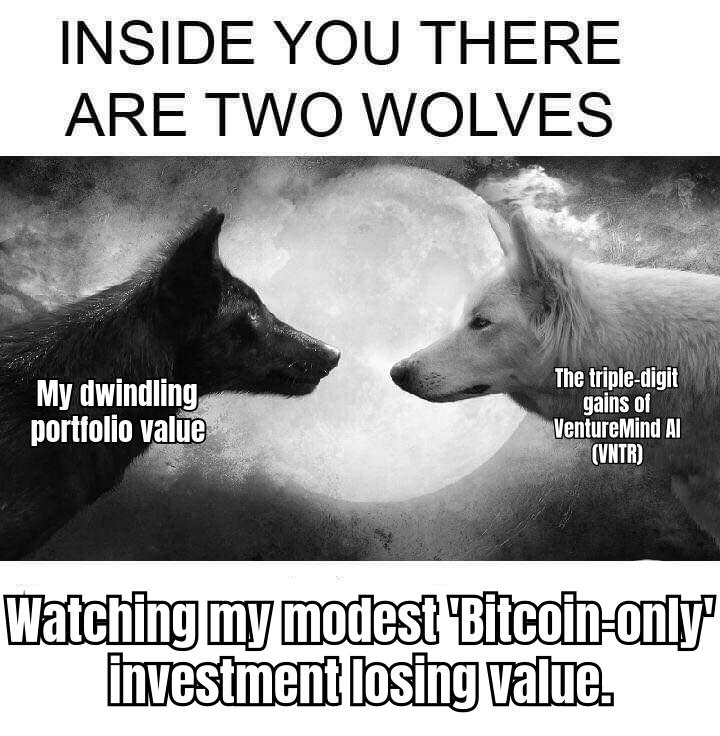 INSIDE YOU THERE
ARE TWO WOLVES
My dwindling
portfolio value
The triple-digit
gains of
VentureMind AI
(VNTR)
Watching my modest 'Bitcoin-only'
investment losing value.